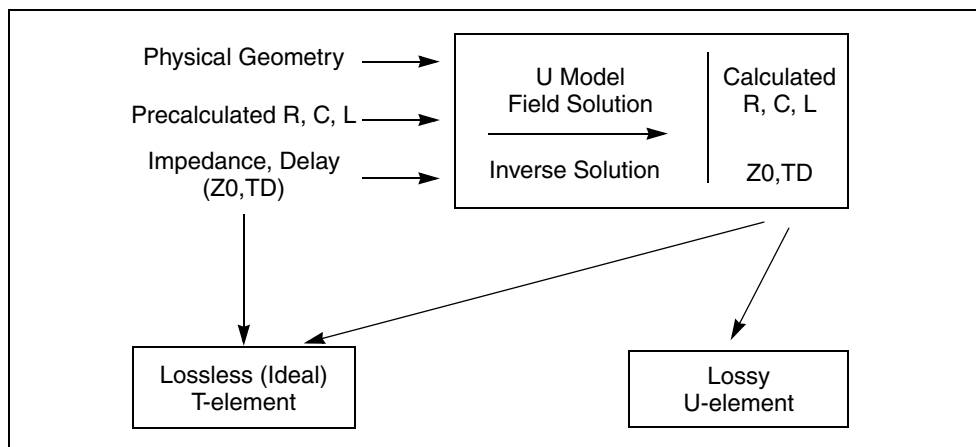 Physical Geometry
Precalculated R, C, L
Impedance, Delay
(Z0,TD)
U Model
Field Solution
Inverse Solution
Calculated
R, C, L
Z0,TD
Lossless (Ideal)
T-element
Lossy
U-element